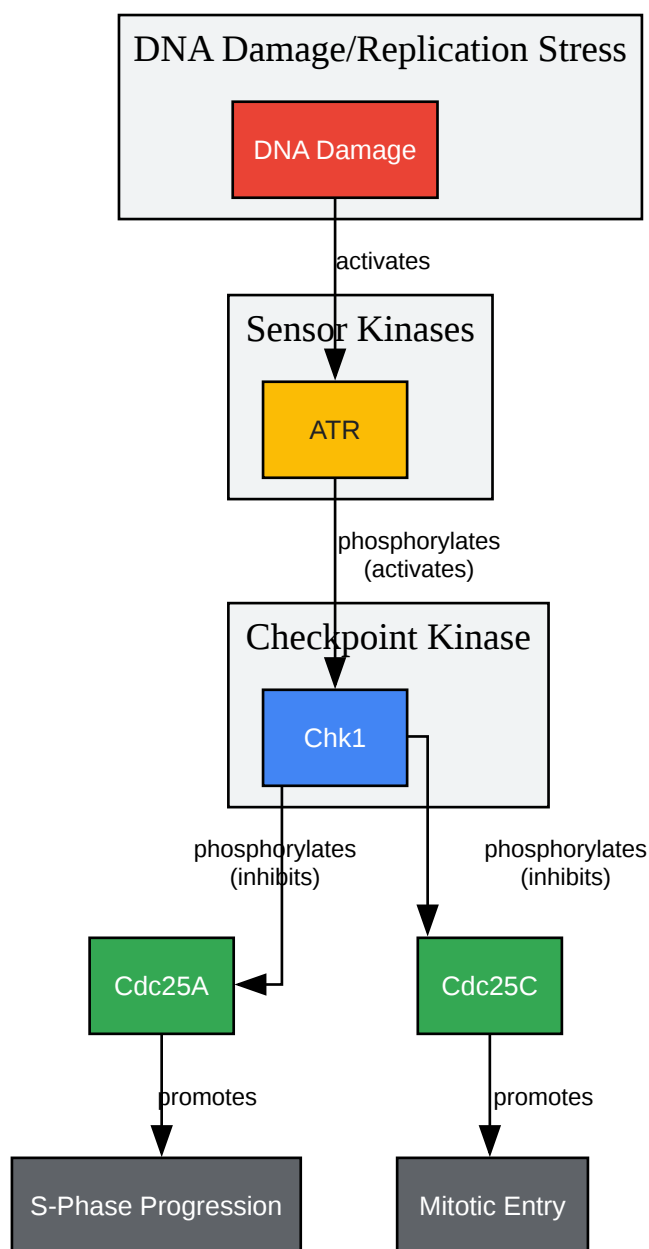 DNA Damage/Replication Stress
DNA Damage
activates
Sensor Kinases
ATR
phosphorylates
(activates)
Checkpoint Kinase
Chk1
phosphorylates
(inhibits)
phosphorylates
(inhibits)
Cdc25A
Cdc25C
promotes
promotes
S-Phase Progression
Mitotic Entry